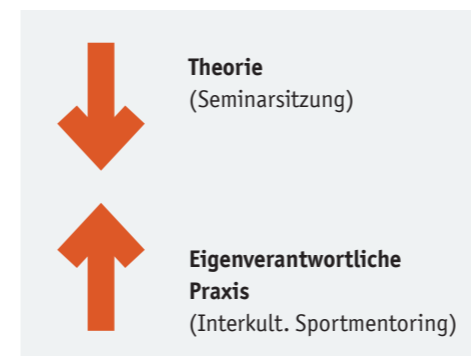 Theorie
(Seminarsitzung)
Eigenverantwortliche
Praxis
(Interkult. Sportmentoring)